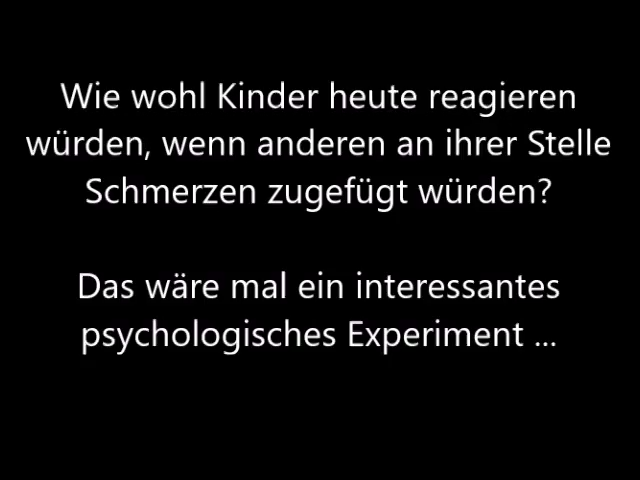 Wie wohl Kinder heute reagieren
würden, wenn anderen an ihrer Stelle
Schmerzen zugefügt würden?
Das wäre mal ein interessantes
psychologisches Experiment ...